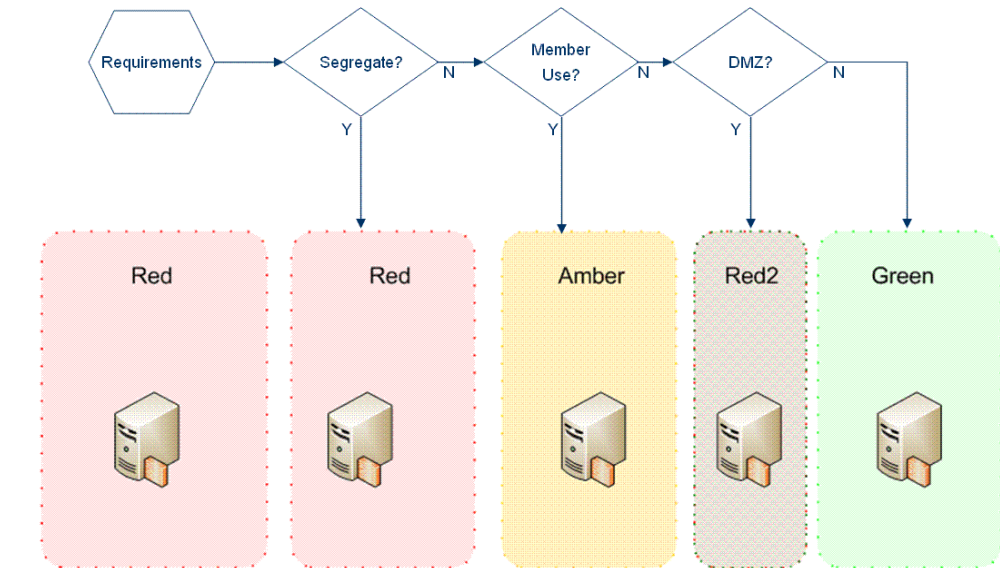 Requirements
Segregate?
N
Member
Use?
N
DMZ?
N
Y
Y
Y
Red
Red
Amber
Red2
Green